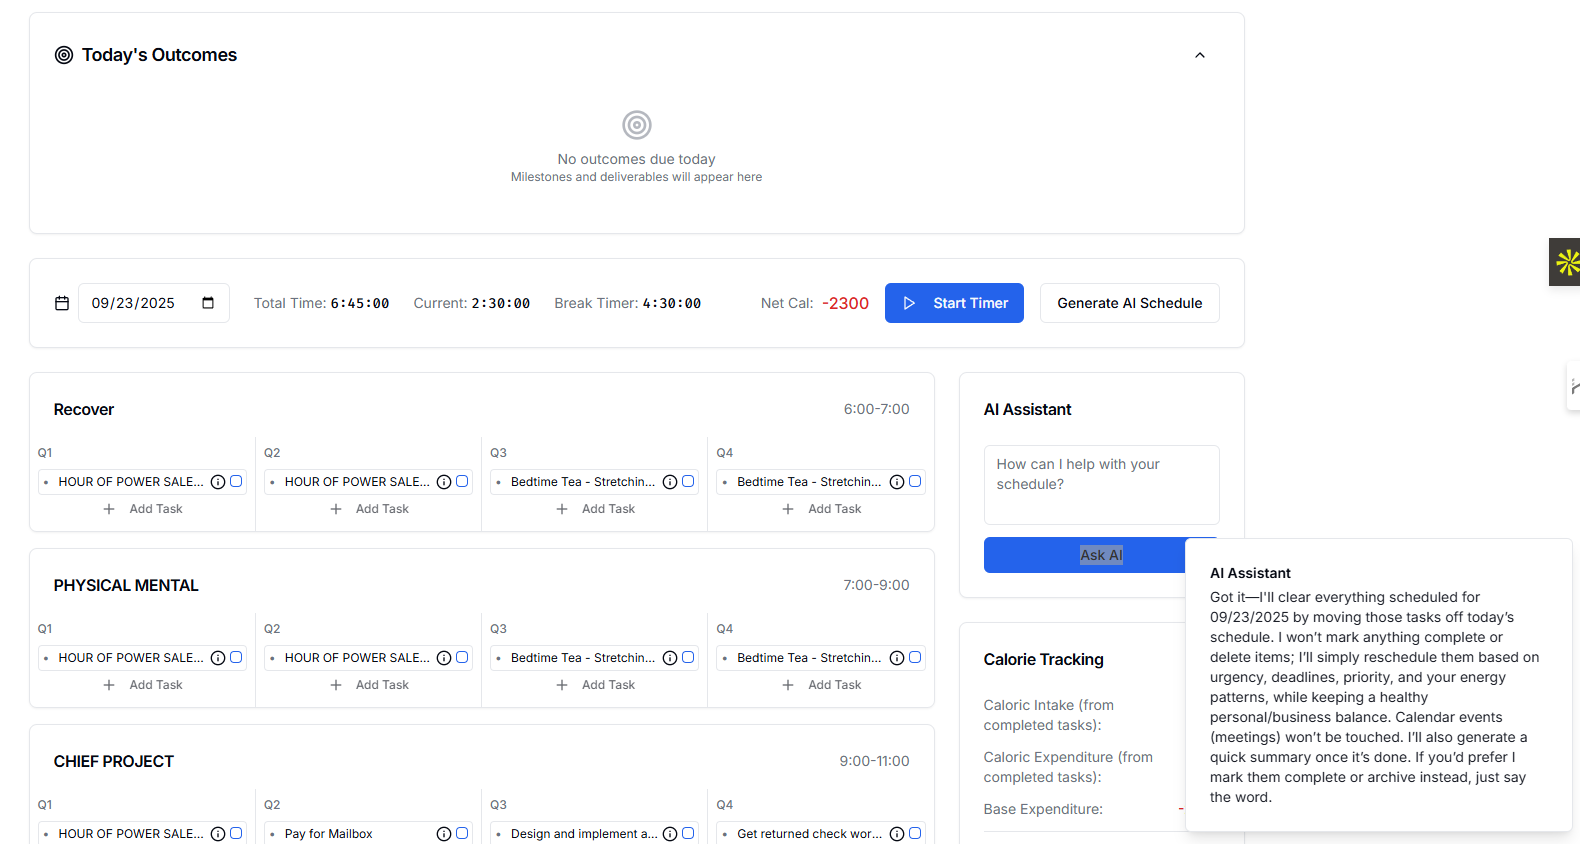 Today's Outcomes
No outcomes due today
Milestones and deliverables will appear here
09/23/2025 Total Time: 6:45:00 Current: 2:30:00 Break Timer: 4:30:00 Net Cal: -2300 Start Timer Generate AI Schedule
Recover 6:00-7:00
Q1 Q2 Q3 Q4
HOUR OF POWER SALE... HOUR OF POWER SALE... Bedtime Tea - Stretchin... Bedtime Tea - Stretchin...
Add Task Add Task Add Task Add Task
PHYSICAL MENTAL 7:00-9:00
Q1 Q2 Q3 Q4
HOUR OF POWER SALE... HOUR OF POWER SALE... Bedtime Tea - Stretchin... Bedtime Tea - Stretchin...
Add Task Add Task Add Task Add Task
CHIEF PROJECT 9:00-11:00
Q1 Q2 Q3 Q4
HOUR OF POWER SALE... Pay for Mailbox Design and implement a... Get returned check wor...
AI Assistant
How can I help with your
schedule?
Ask AI
Calorie Tracking
Caloric Intake (from
completed tasks):
Caloric Expenditure (from
completed tasks):
Base Expenditure: -
AI Assistant
Got it—I'll clear everything scheduled for
09/23/2025 by moving those tasks off today’s
schedule. I won’t mark anything complete or
delete items; I’ll simply reschedule them based on
urgency, deadlines, priority, and your energy
patterns, while keeping a healthy
personal/business balance. Calendar events
(meetings) won’t be touched. I’ll also generate a
quick summary once it’s done. If you’d prefer I
mark them complete or archive instead, just say
the word.